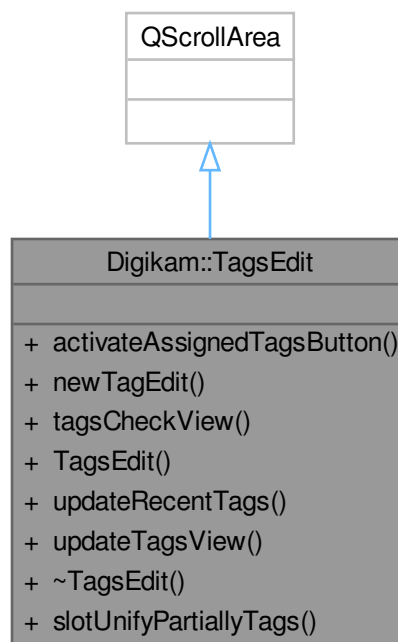 QScrollArea
Digikam::TagsEdit
+ activateAssignedTagsButton()
+ newTagEdit()
+ tagsCheckView()
+ TagsEdit()
+ updateRecentTags()
+ updateTagsView()
+ ~TagsEdit()
+ slotUnifyPartiallyTags()